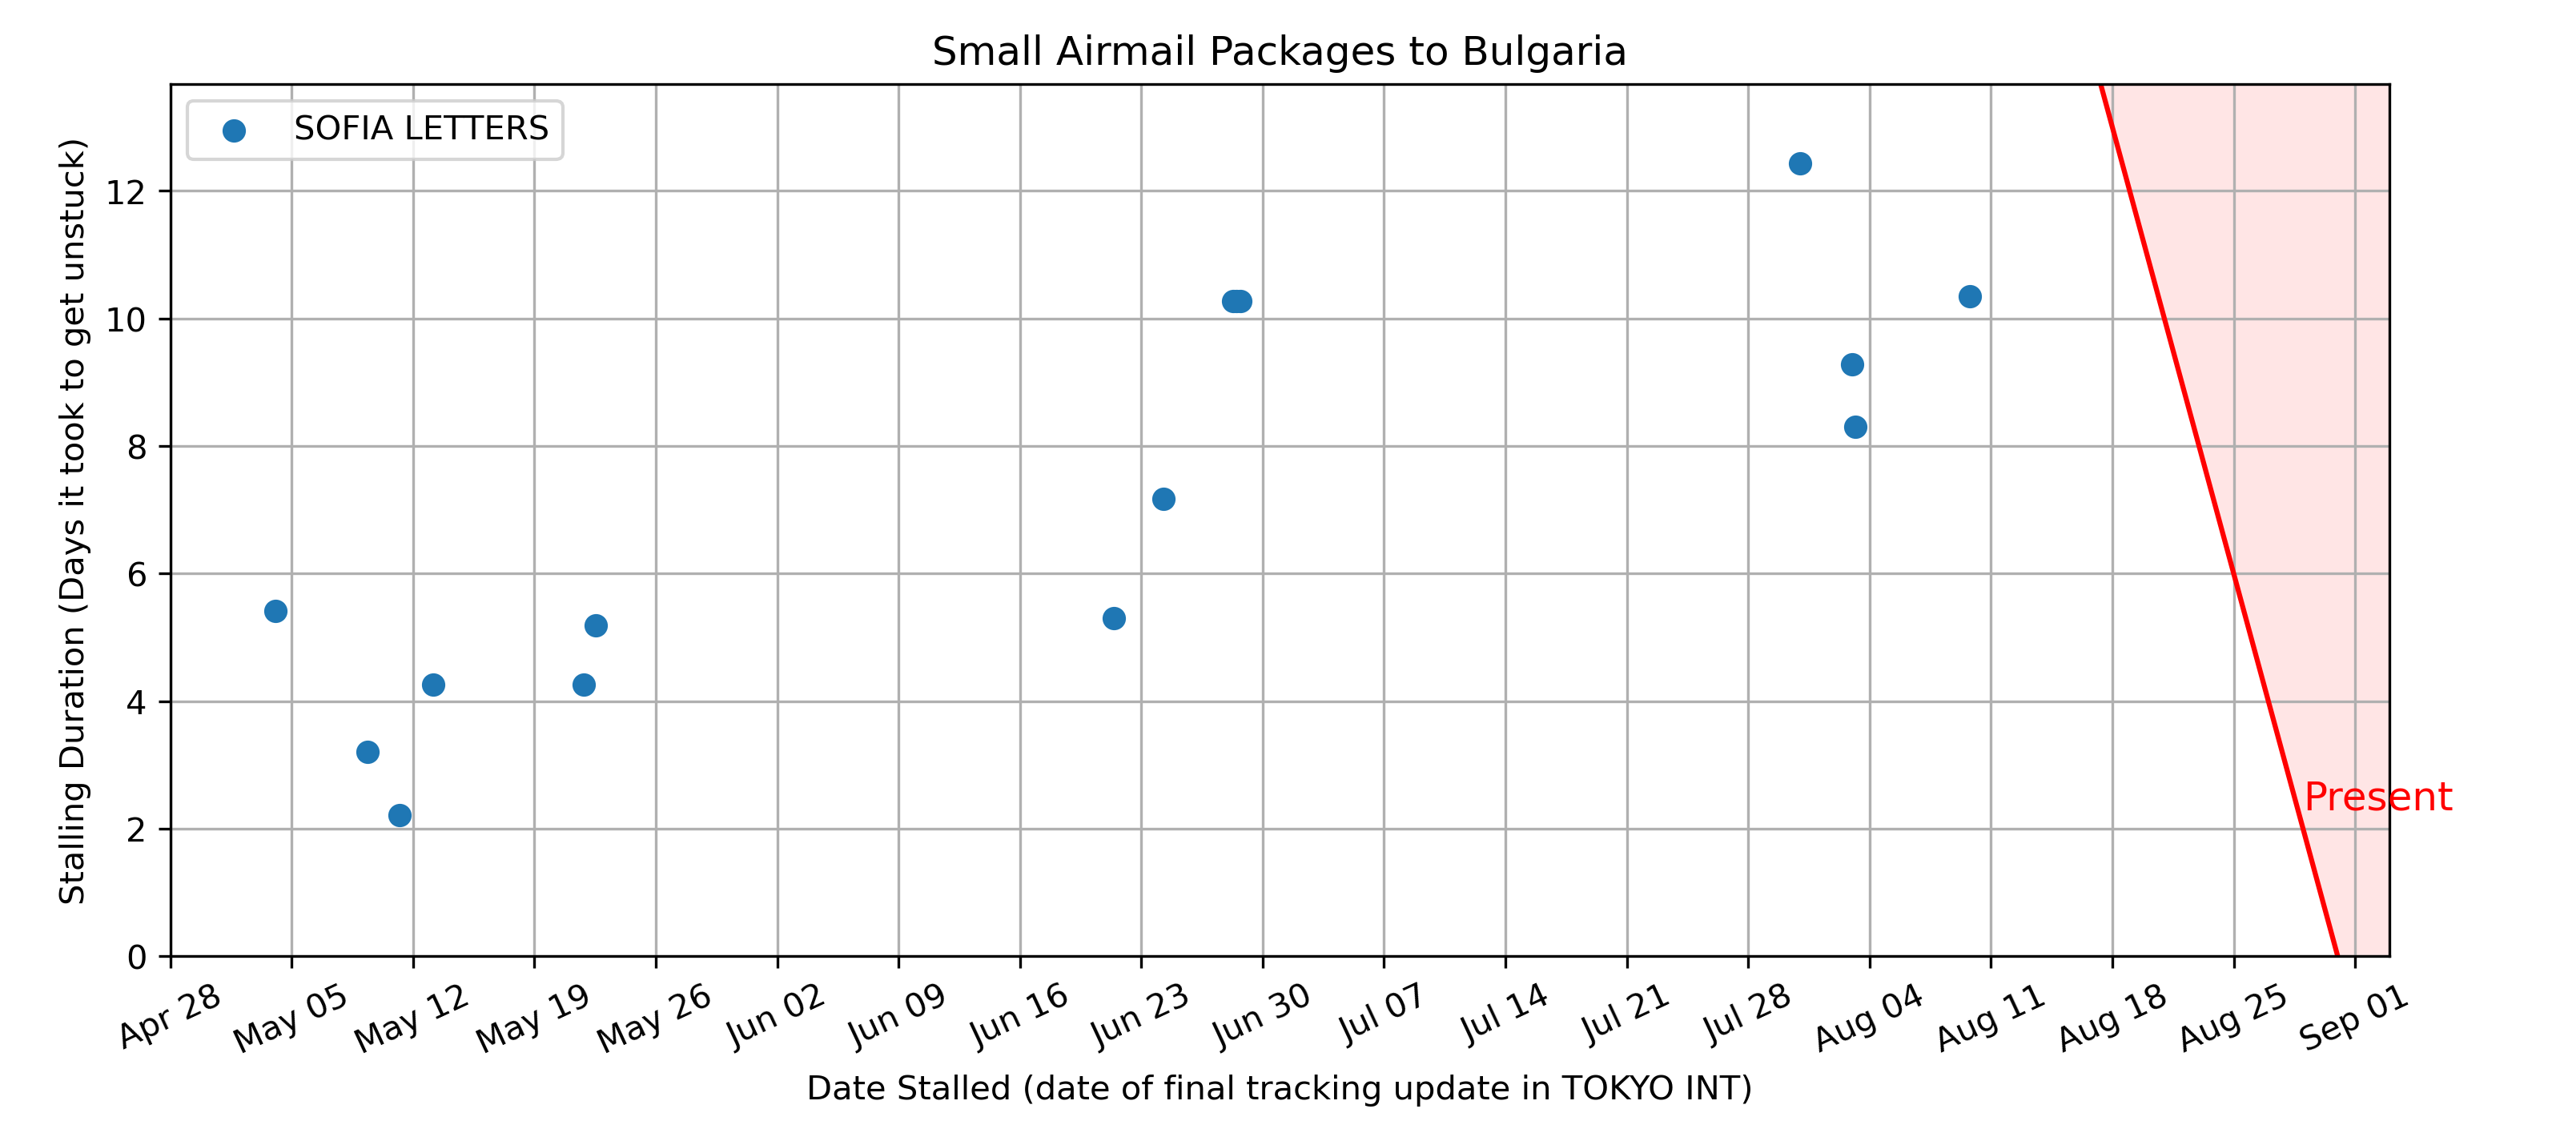 Small Airmail Packages to Bulgaria
SOFIA LETTERS
Stalling Duration (Days it took to get unstuck)
12
10
8
6
4
2
0
Present
Apr 28
May 05
May 12
May 19
May 26
Jun 02
Jun 09
Jun 16
Jun 23
Jun 30
Jul 07
Jul 14
Jul 21
Jul 28
Aug 04
Aug 11
Aug 18
Aug 25
Sep 01
Date Stalled (date of final tracking update in TOKYO INT)